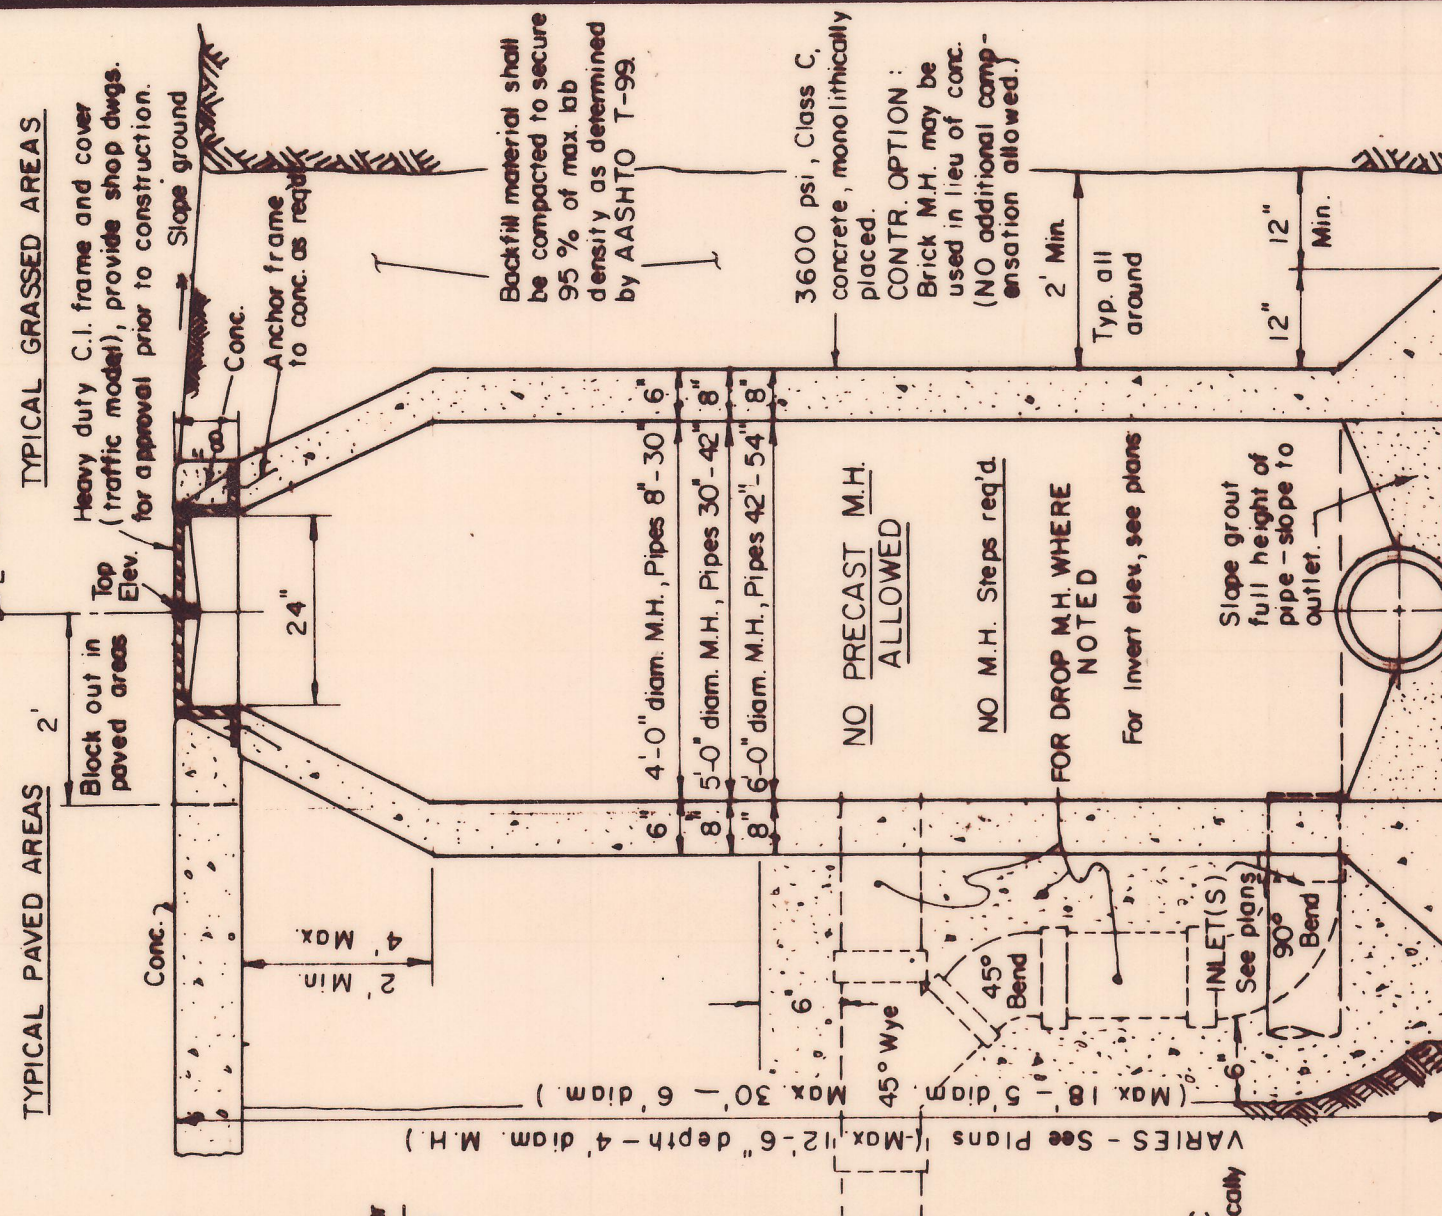 TYPICAL GRASSED AREAS
Heavy duty C.I. frame and cover
(traffic model), provide shop dwgs.
for approval prior to construction.
Slope ground
Conc.
8"
Anchor frame
to conc. as req'd.
Top
Elev.
TYPICAL PAVED AREAS
2'
Block out in
paved areas
Conc.
24"
2' Min.
4' Max.
Backfill material shall
be compacted to secure
95 % of max. lab
density as determined
by AASHTO T-99.
6" 4'-0" diam. M.H., Pipes 8"-30" 6"
8" 5'-0" diam. M.H., Pipes 30"-42" 8"
8" 6'-0" diam. M.H., Pipes 42"-54" 8"
3600 psi, Class C,
concrete, monolithically
placed.
CONTR. OPTION :
Brick M.H. may be
used in lieu of conc.
(NO additional comp-
ensation allowed.)
NO PRECAST M.H.
ALLOWED
NO M.H. Steps req'd.
2' Min.
Typ. all
around
FOR DROP M.H. WHERE
NOTED
For Invert elev., see plans
12" 12"
Min.
Slope grout
full height of
pipe - slope to
outlet.
6"
45° Wye
45°
Bend
INLET(S)
See plans
90°
Bend
6"
VARIES - See Plans (-Max. 12'-6" depth - 4' diam. M.H.)
(Max. 18' - 5' diam. Max. 30' - 6' diam.)
cally